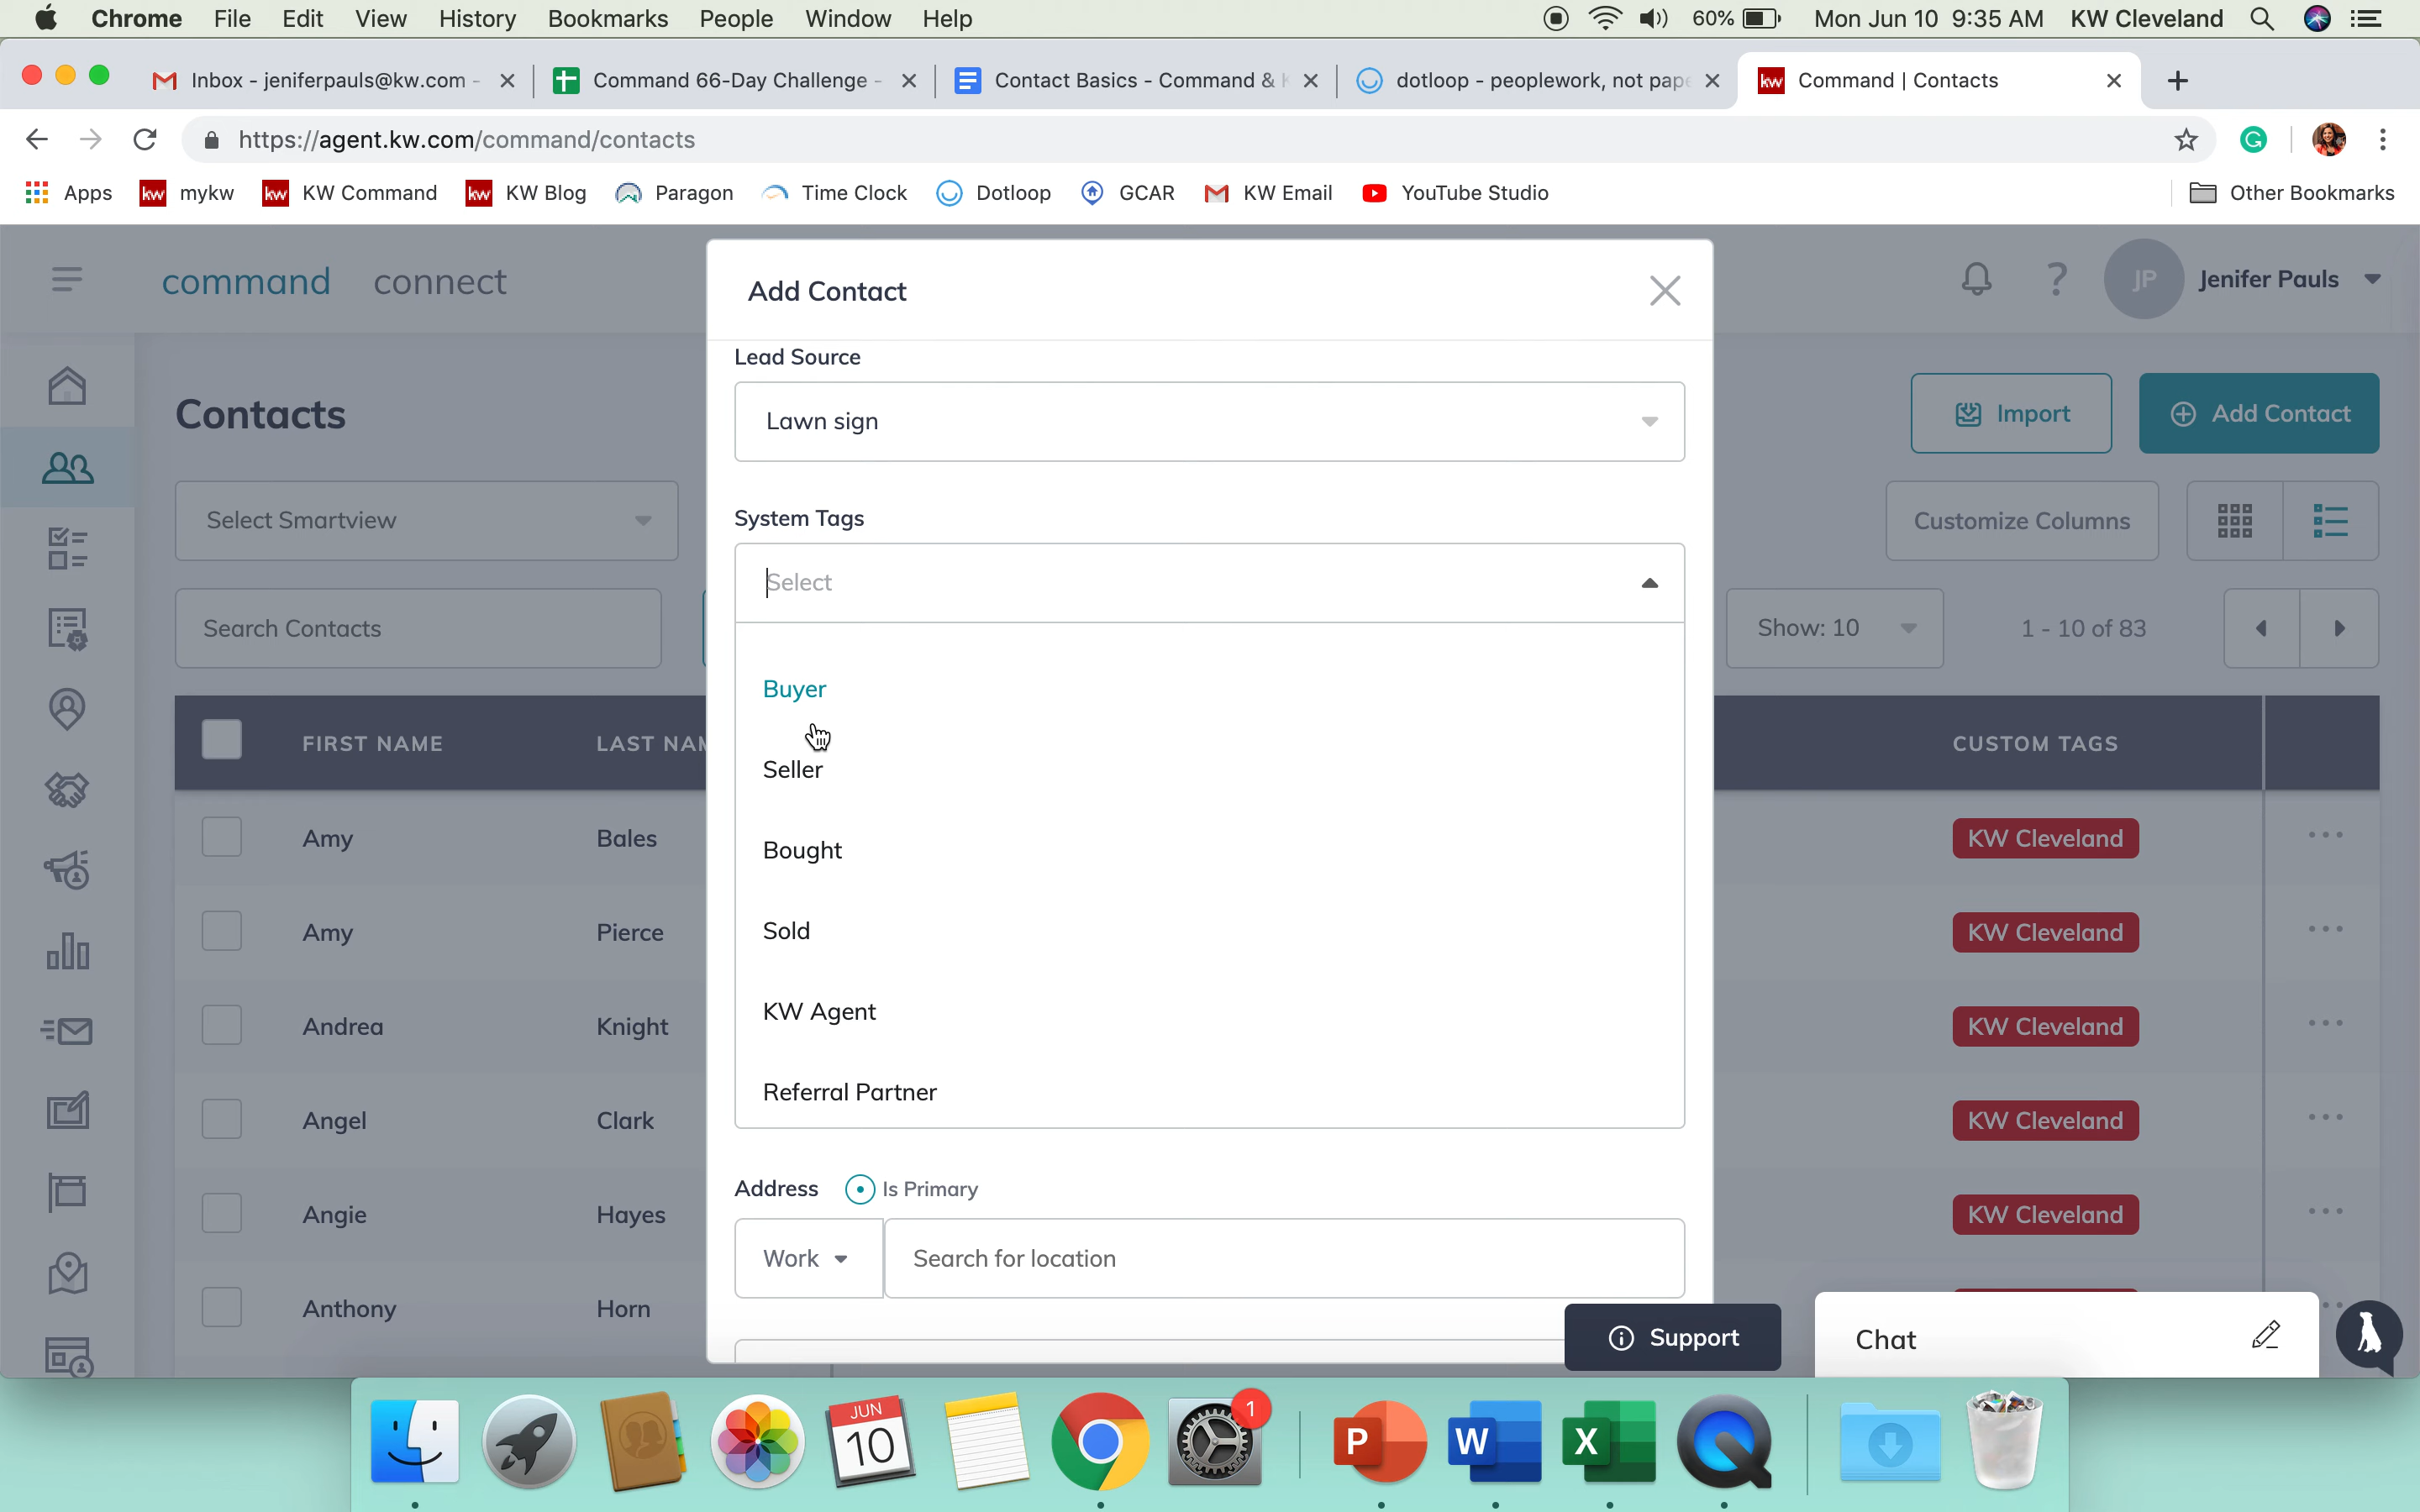 Chrome File Edit View History Bookmarks People Window Help 60% Mon Jun 10 9:35 AM KW Cleveland
Inbox - jeniferpauls@kw.com - Command 66-Day Challenge - Contact Basics - Command & dotloop - peoplework, not pape kw Command | Contacts
https://agent.kw.com/command/contacts
Apps kw mykw kw KW Command kw KW Blog Paragon Time Clock Dotloop GCAR KW Email YouTube Studio Other Bookmarks
command connect Add Contact ? JP Jenifer Pauls
Lead Source
Contacts Lawn sign Import Add Contact
Select Smartview System Tags Customize Columns
Select
Search Contacts Show: 10 1 - 10 of 83
Buyer
FIRST NAME LAST NAM CUSTOM TAGS
Seller
Amy Bales Bought KW Cleveland
Amy Pierce Sold KW Cleveland
Andrea Knight KW Agent KW Cleveland
Referral Partner
Angel Clark KW Cleveland
Address Is Primary
Angie Hayes KW Cleveland
Work Search for location
Anthony Horn
Support Chat
JUN 10 1 P W X